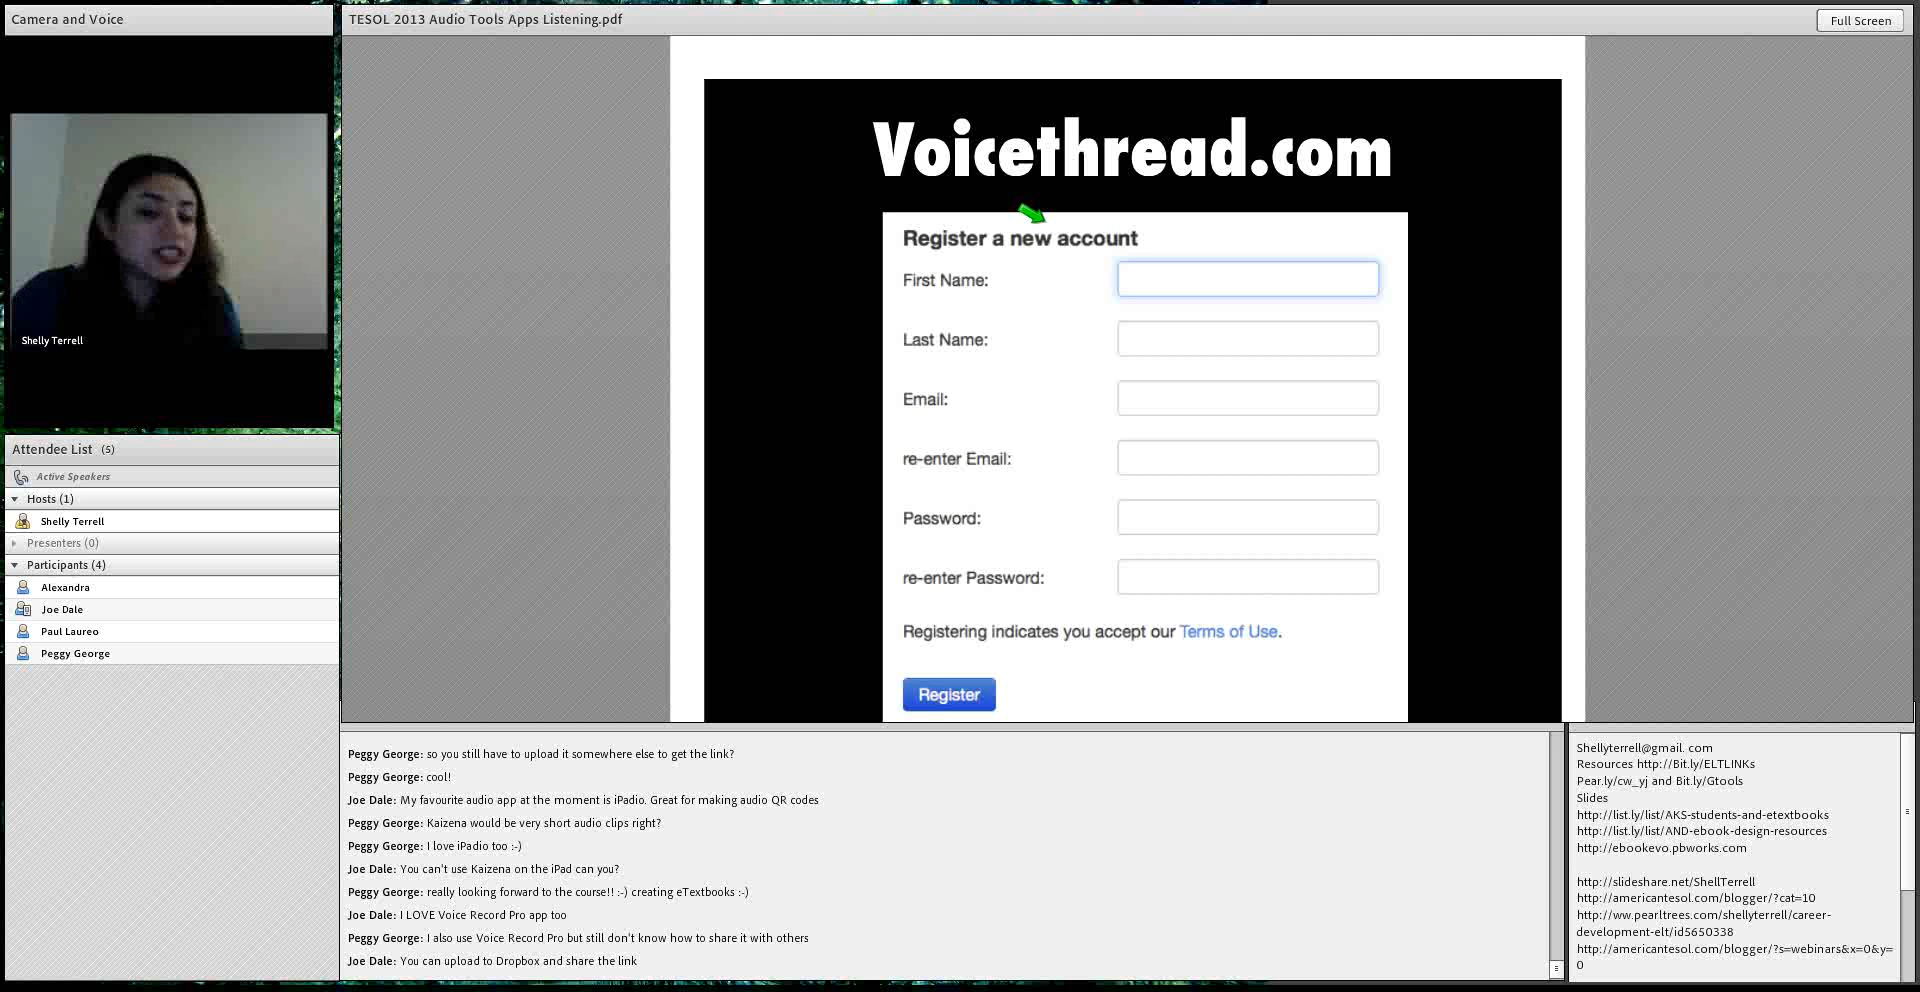 Camera and Voice
Shelly Terrell
Attendee List (5)
Active Speakers
Hosts (1)
Shelly Terrell
Presenters (0)
Participants (4)
Alexandra
Joe Dale
Paul Laureo
Peggy George
TESOL 2013 Audio Tools Apps Listening.pdf
Full Screen
Voicethread.com
Register a new account
First Name:
Last Name:
Email:
re-enter Email:
Password:
re-enter Password:
Registering indicates you accept our Terms of Use.
Register
Peggy George: so you still have to upload it somewhere else to get the link?
Peggy George: cool!
Joe Dale: My favourite audio app at the moment is iPadio. Great for making audio QR codes
Peggy George: Kaizena would be very short audio clips right?
Peggy George: I love iPadio too :-)
Joe Dale: You can't use Kaizena on the iPad can you?
Peggy George: really looking forward to the course!! :-) creating eTextbooks :-)
Joe Dale: I LOVE Voice Record Pro app too
Peggy George: I also use Voice Record Pro but still don't know how to share it with others
Joe Dale: You can upload to Dropbox and share the link
Shellyterrell@gmail. com
Resources http://Bit.ly/ELTLINKs
Pear.ly/cw_yj and Bit.ly/Gtools
Slides
http://list.ly/list/AKS-students-and-etextbooks
http://list.ly/list/AND-ebook-design-resources
http://ebookevo.pbworks.com
http://slideshare.net/ShellTerrell
http://americantesol.com/blogger/?cat=10
http://ww.pearltrees.com/shellyterrell/career-
development-elt/id5650338
http://americantesol.com/blogger/?s=webinars&x=0&y=
0